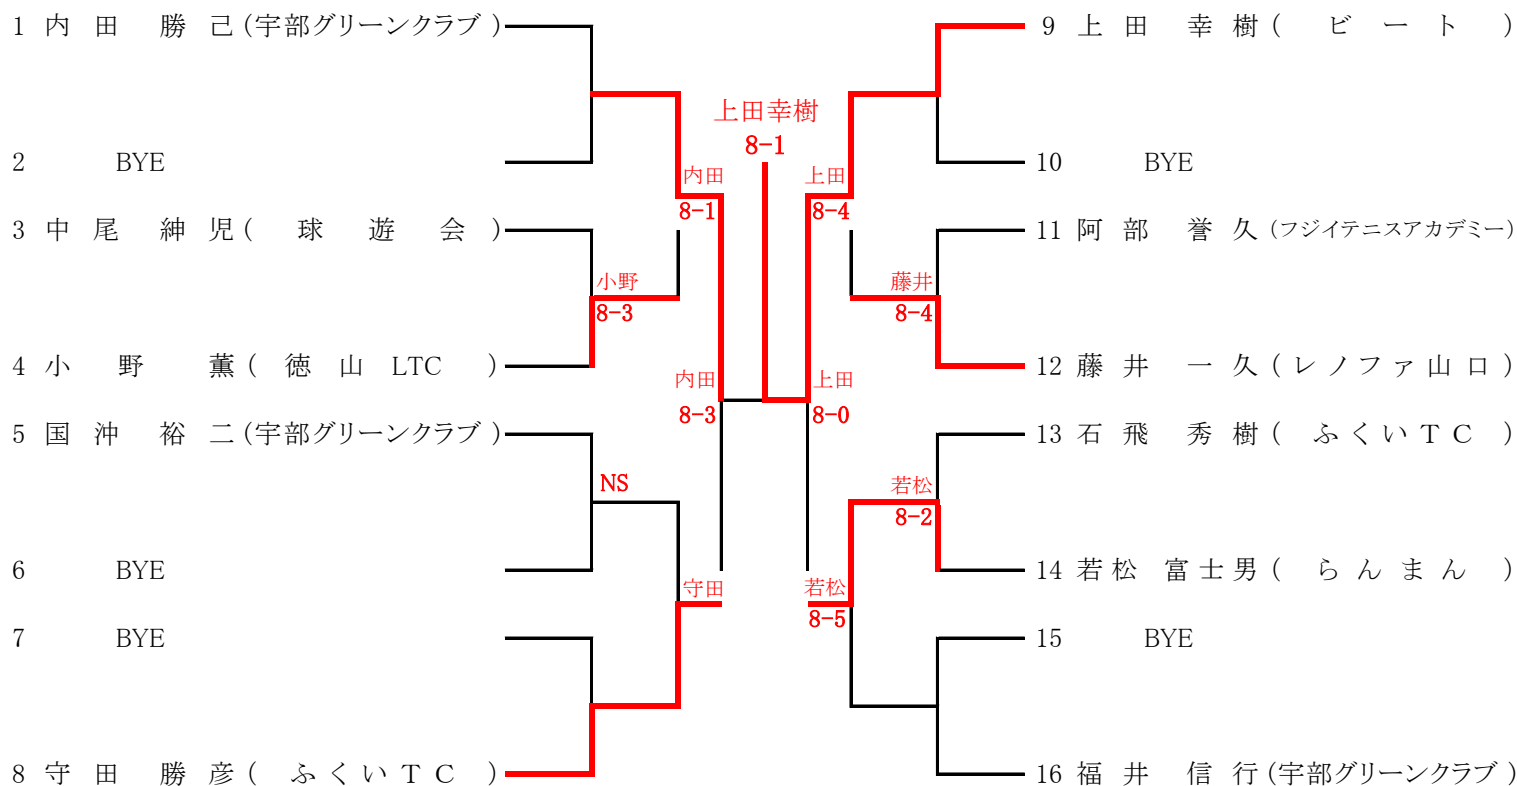 1 内田 勝己(宇部グリーンクラブ)
2 BYE
3 中尾 紳児(球遊会)
4 小野 薫(徳山LTC)
5 国沖 裕二(宇部グリーンクラブ)
6 BYE
7 BYE
8 守田 勝彦(ふくいTC)
内田
8-1
小野
8-3
内田
8-3
NS
守田
上田幸樹
8-1
上田
8-4
藤井
8-4
上田
8-0
若松
8-2
若松
8-5
9 上田 幸樹(ビート)
10 BYE
11 阿部 誉久(フジイテニスアカデミー)
12 藤井 一久(レノファ山口)
13 石飛 秀樹(ふくいTC)
14 若松 富士男(らんまん)
15 BYE
16 福井 信行(宇部グリーンクラブ)